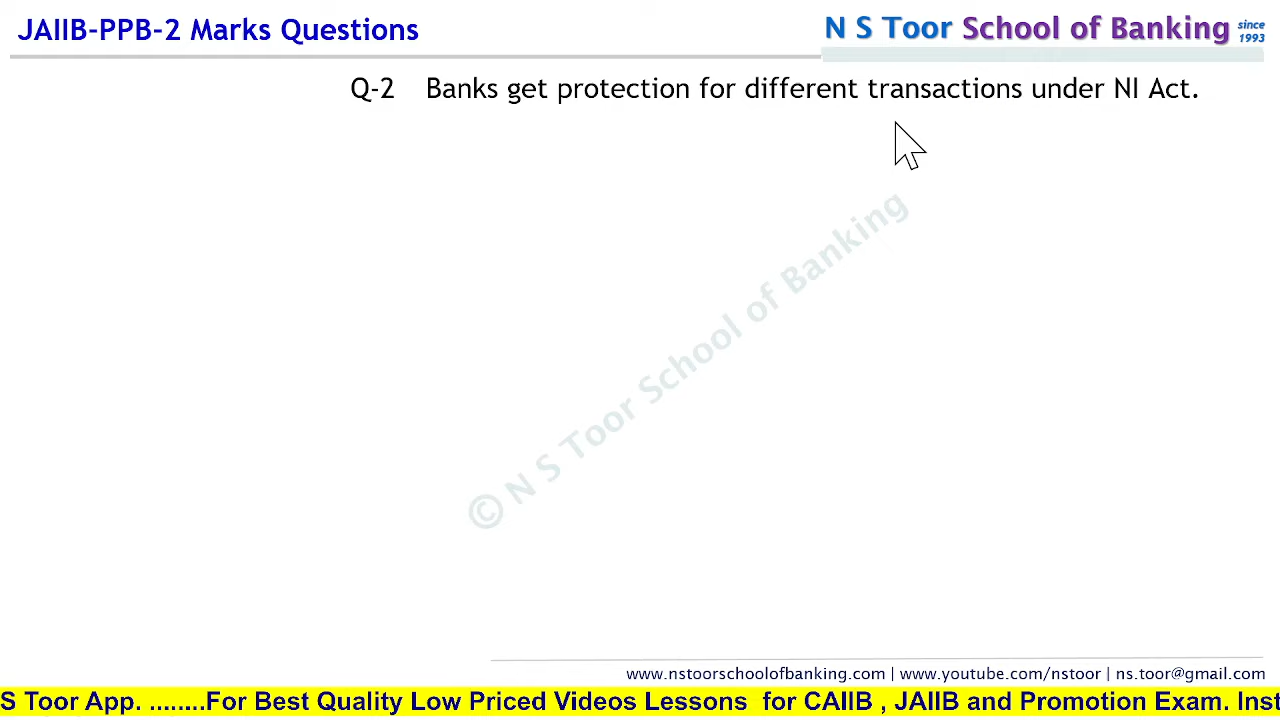 JAIIB-PPB-2 Marks Questions
N S Toor School of Banking since 1993
Q-2 Banks get protection for different transactions under NI Act.
© N S Toor School of Banking
www.nstoorschoolofbanking.com | www.youtube.com/nstoor | ns.toor@gmail.com
S Toor App. ........For Best Quality Low Priced Videos Lessons for CAIIB , JAIIB and Promotion Exam. Inst